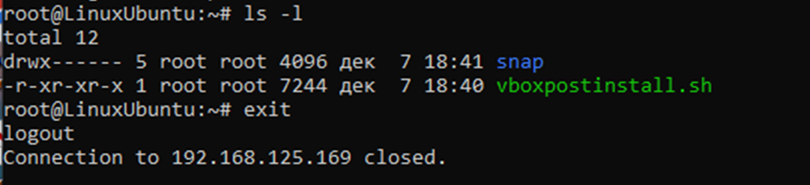 root@LinuxUbuntu:~# ls -l
total 12
drwx------ 5 root root 4096 дек  7 18:41 snap
-r-xr-xr-x 1 root root 7244 дек  7 18:40 vboxpostinstall.sh
root@LinuxUbuntu:~# exit
logout
Connection to 192.168.125.169 closed.